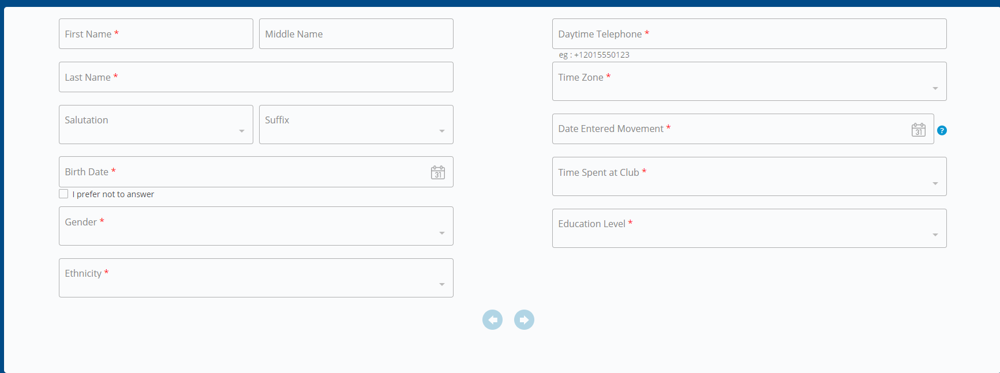 First Name *
Middle Name
Last Name *
Salutation
Suffix
Birth Date *
31
I prefer not to answer
Gender *
Ethnicity *
Daytime Telephone *
eg : +12015550123
Time Zone *
Date Entered Movement *
31
?
Time Spent at Club *
Education Level *